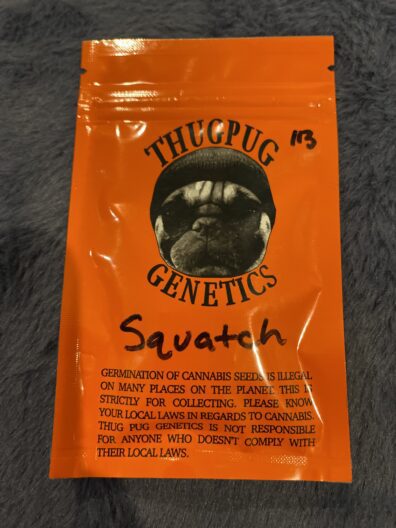 THUGPUG
GENETICS
Squatch
GERMINATION OF CANNABIS SEEDS IS ILLEGAL
ON MANY PLACES ON THE PLANET. THIS IS
STRICTLY FOR COLLECTING. PLEASE KNOW
YOUR LOCAL LAWS IN REGARDS TO CANNABIS.
THUG PUG GENETICS IS NOT RESPONSIBLE
FOR ANYONE WHO DOESN'T COMPLY WITH
THEIR LOCAL LAWS.